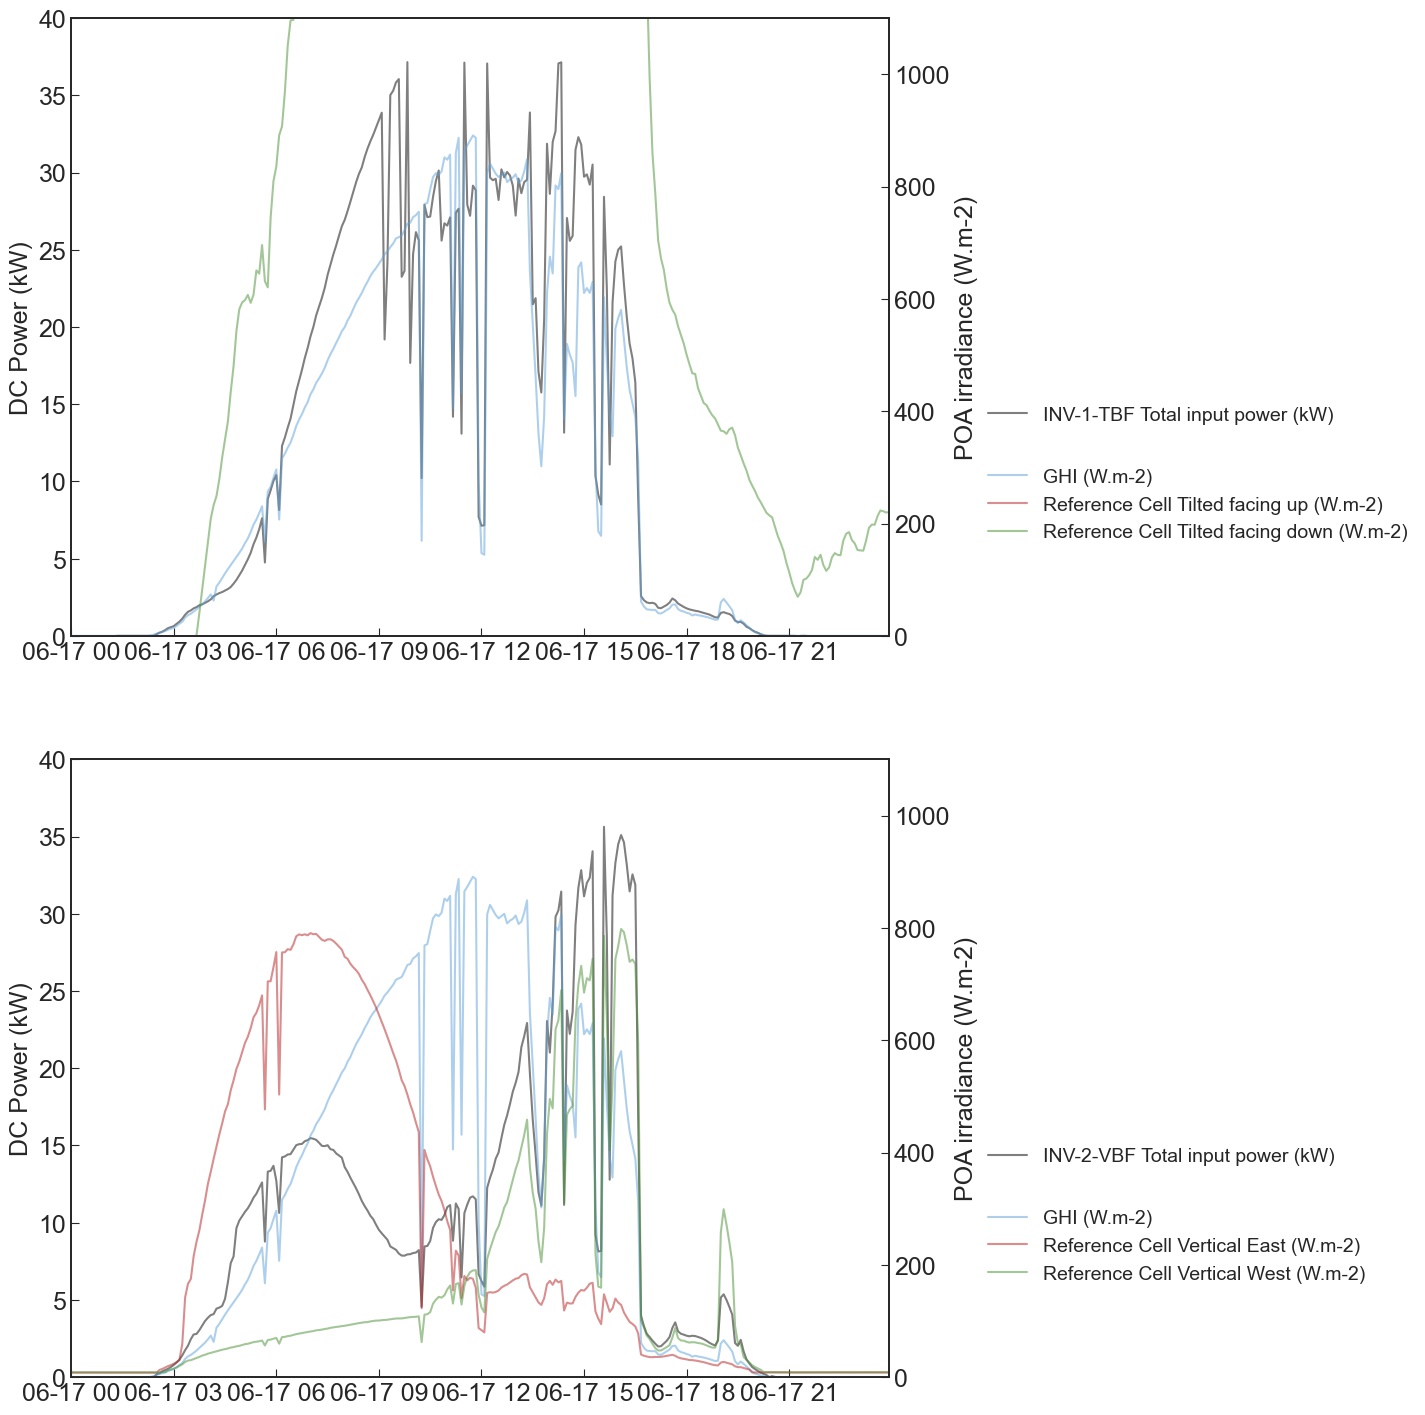 40
35
30
25
20
15
10
5
0
DC Power (kW)
1000
800
600
400
200
0
POA irradiance (W.m-2)
06-17 00 06-17 03 06-17 06 06-17 09 06-17 12 06-17 15 06-17 18 06-17 21
INV-1-TBF Total input power (kW)
GHI (W.m-2)
Reference Cell Tilted facing up (W.m-2)
Reference Cell Tilted facing down (W.m-2)
40
35
30
25
20
15
10
5
0
DC Power (kW)
1000
800
600
400
200
0
POA irradiance (W.m-2)
06-17 00 06-17 03 06-17 06 06-17 09 06-17 12 06-17 15 06-17 18 06-17 21
INV-2-VBF Total input power (kW)
GHI (W.m-2)
Reference Cell Vertical East (W.m-2)
Reference Cell Vertical West (W.m-2)